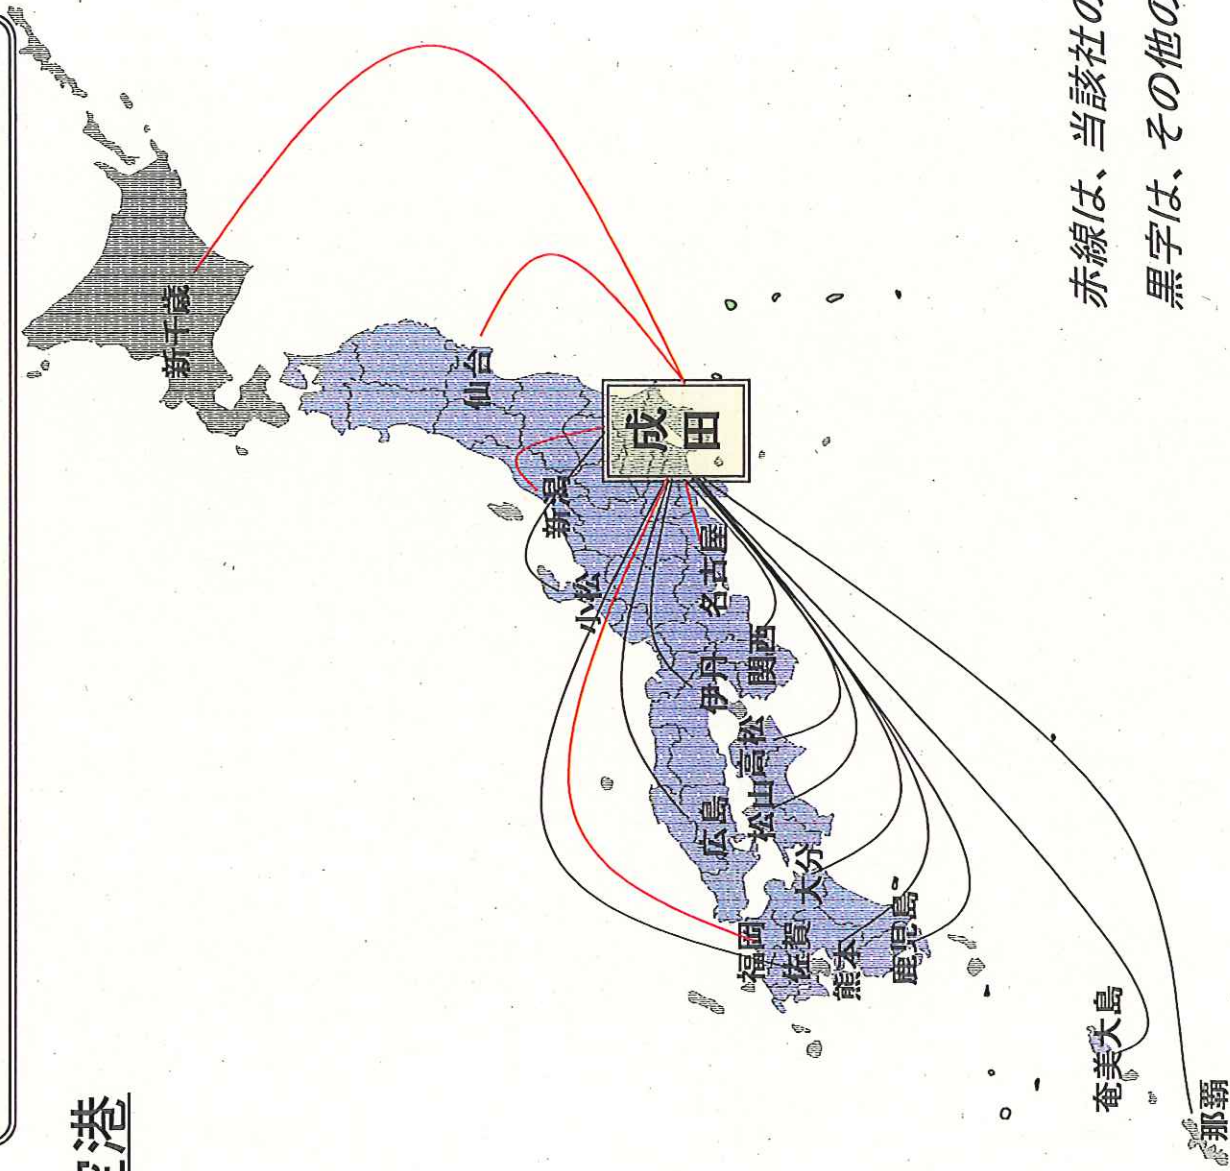 空港
新千歳
仙台
成
田
新潟
小松
名古屋
関西
伊丹
高松
松山
広島
大分
福岡
佐賀
熊本
鹿児島
奄美大島
那覇
赤線は、当該社の
黒字は、その他の